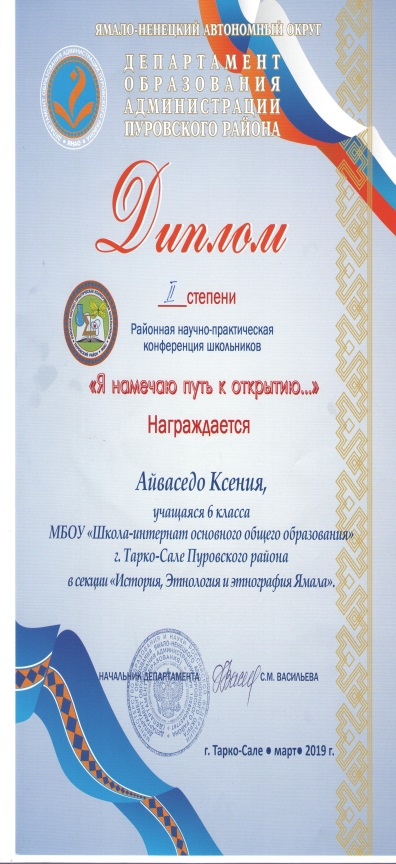 ЯМАЛО-НЕНЕЦКИЙ АВТОНОМНЫЙ ОКРУГ
ДЕПАРТАМЕНТ
ОБРАЗОВАНИЯ
АДМИНИСТРАЦИИ
ПУРОВСКОГО РАЙОНА
Диплом
II степени
Районная научно-практическая
конференция школьников
«Я намечаю путь к открытию...»
Награждается
Айваседо Ксения,
учащаяся 6 класса
МБОУ «Школа-интернат основного общего образования»
г. Тарко-Сале Пуровского района
в секции «История, Этнология и этнография Ямала».
НАЧАЛЬНИК ДЕПАРТАМЕНТА С.М. ВАСИЛЬЕВА
г. Тарко-Сале ● март● 2019 г.